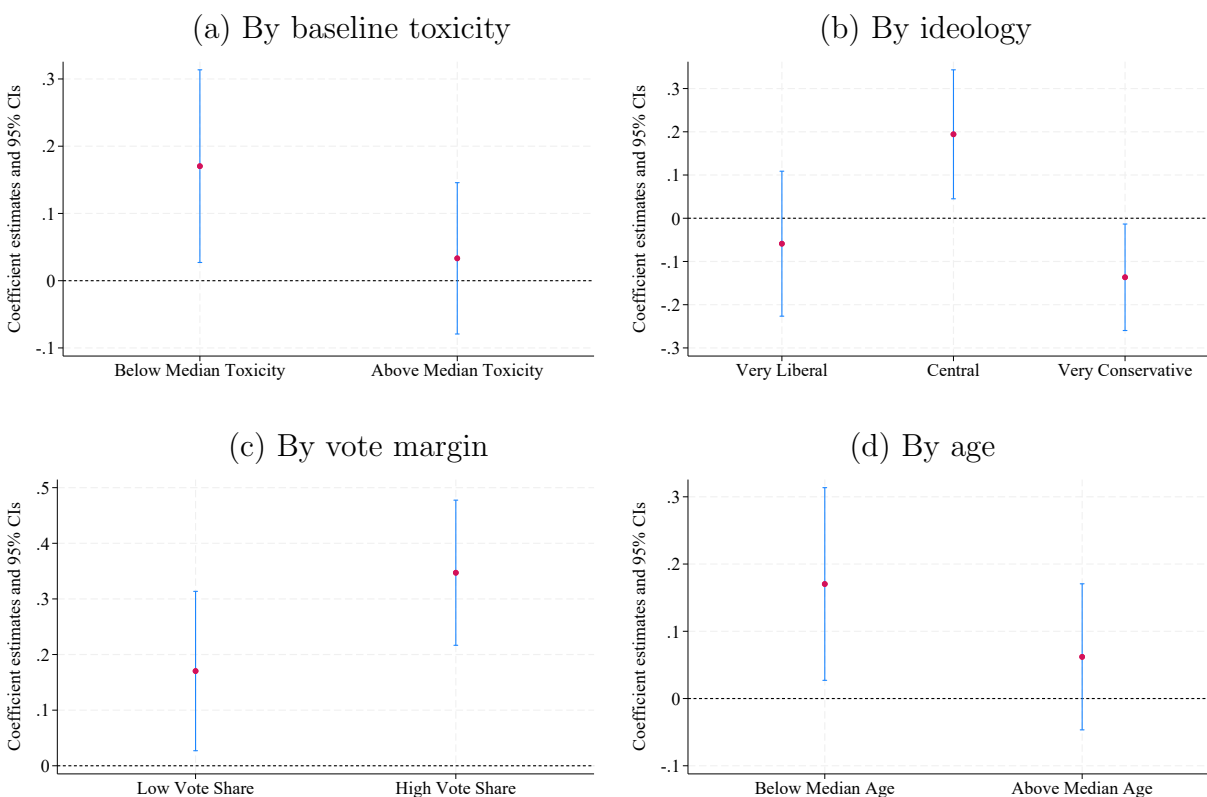 (a) By baseline toxicity
Coefficient estimates and 95% CIs
.3
.2
.1
0
-.1
Below Median Toxicity
Above Median Toxicity
(b) By ideology
Coefficient estimates and 95% CIs
.3
.2
.1
0
-.1
-.2
-.3
Very Liberal
Central
Very Conservative
(c) By vote margin
Coefficient estimates and 95% CIs
.5
.4
.3
.2
.1
0
Low Vote Share
High Vote Share
(d) By age
Coefficient estimates and 95% CIs
.3
.2
.1
0
-.1
Below Median Age
Above Median Age